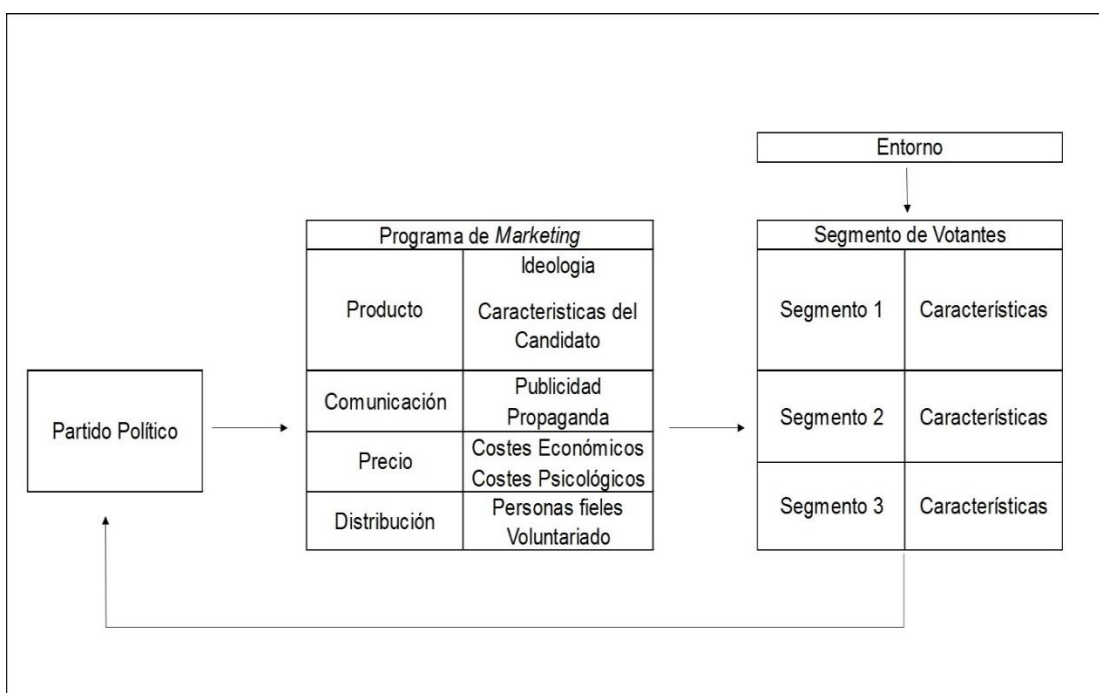 Entorno
Programa de Marketing
Segmento de Votantes
Producto
Ideologia
Caracteristicas del
Candidato
Segmento 1
Características
Partido Político
Comunicación
Publicidad
Propaganda
Segmento 2
Características
Precio
Costes Económicos
Costes Psicológicos
Segmento 3
Características
Distribución
Personas fieles
Voluntariado